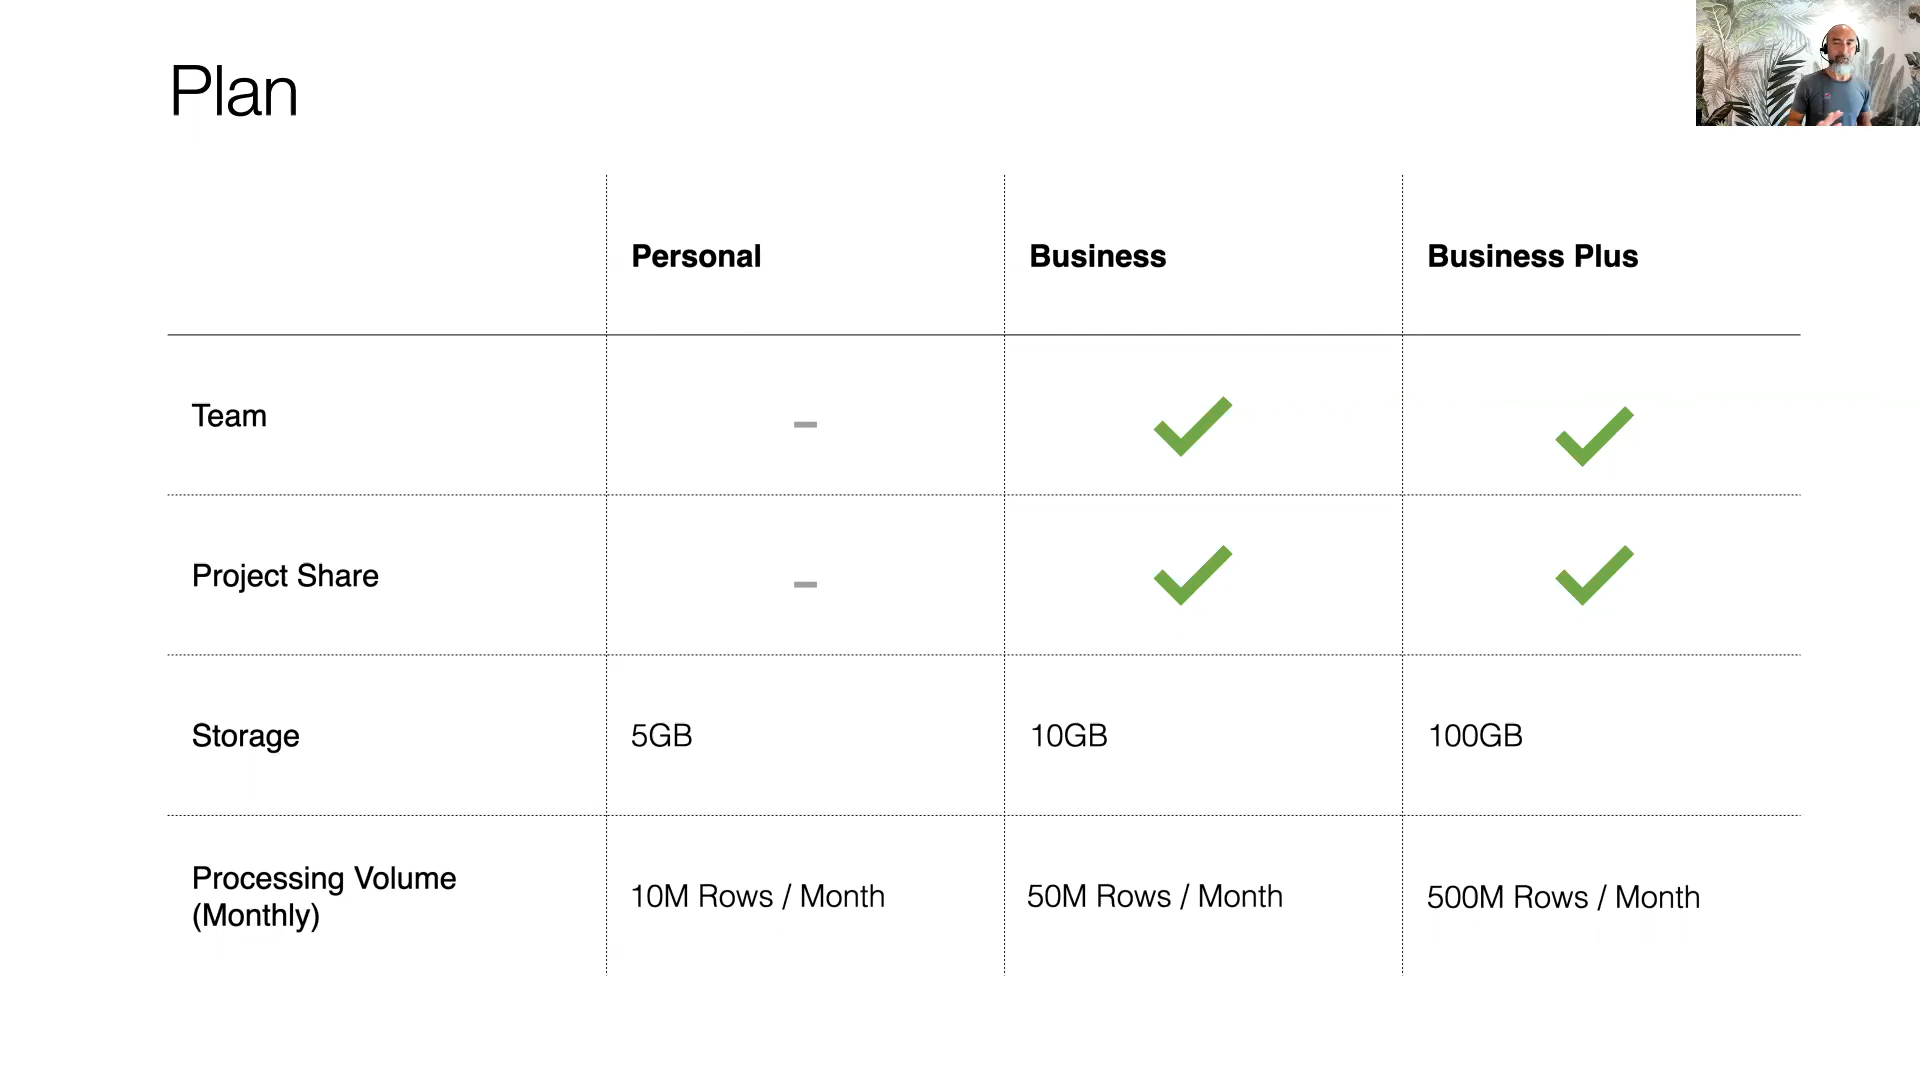 Plan
Personal
Business
Business Plus
Team
-
Project Share
-
Storage
5GB
10GB
100GB
Processing Volume
(Monthly)
10M Rows / Month
50M Rows / Month
500M Rows / Month